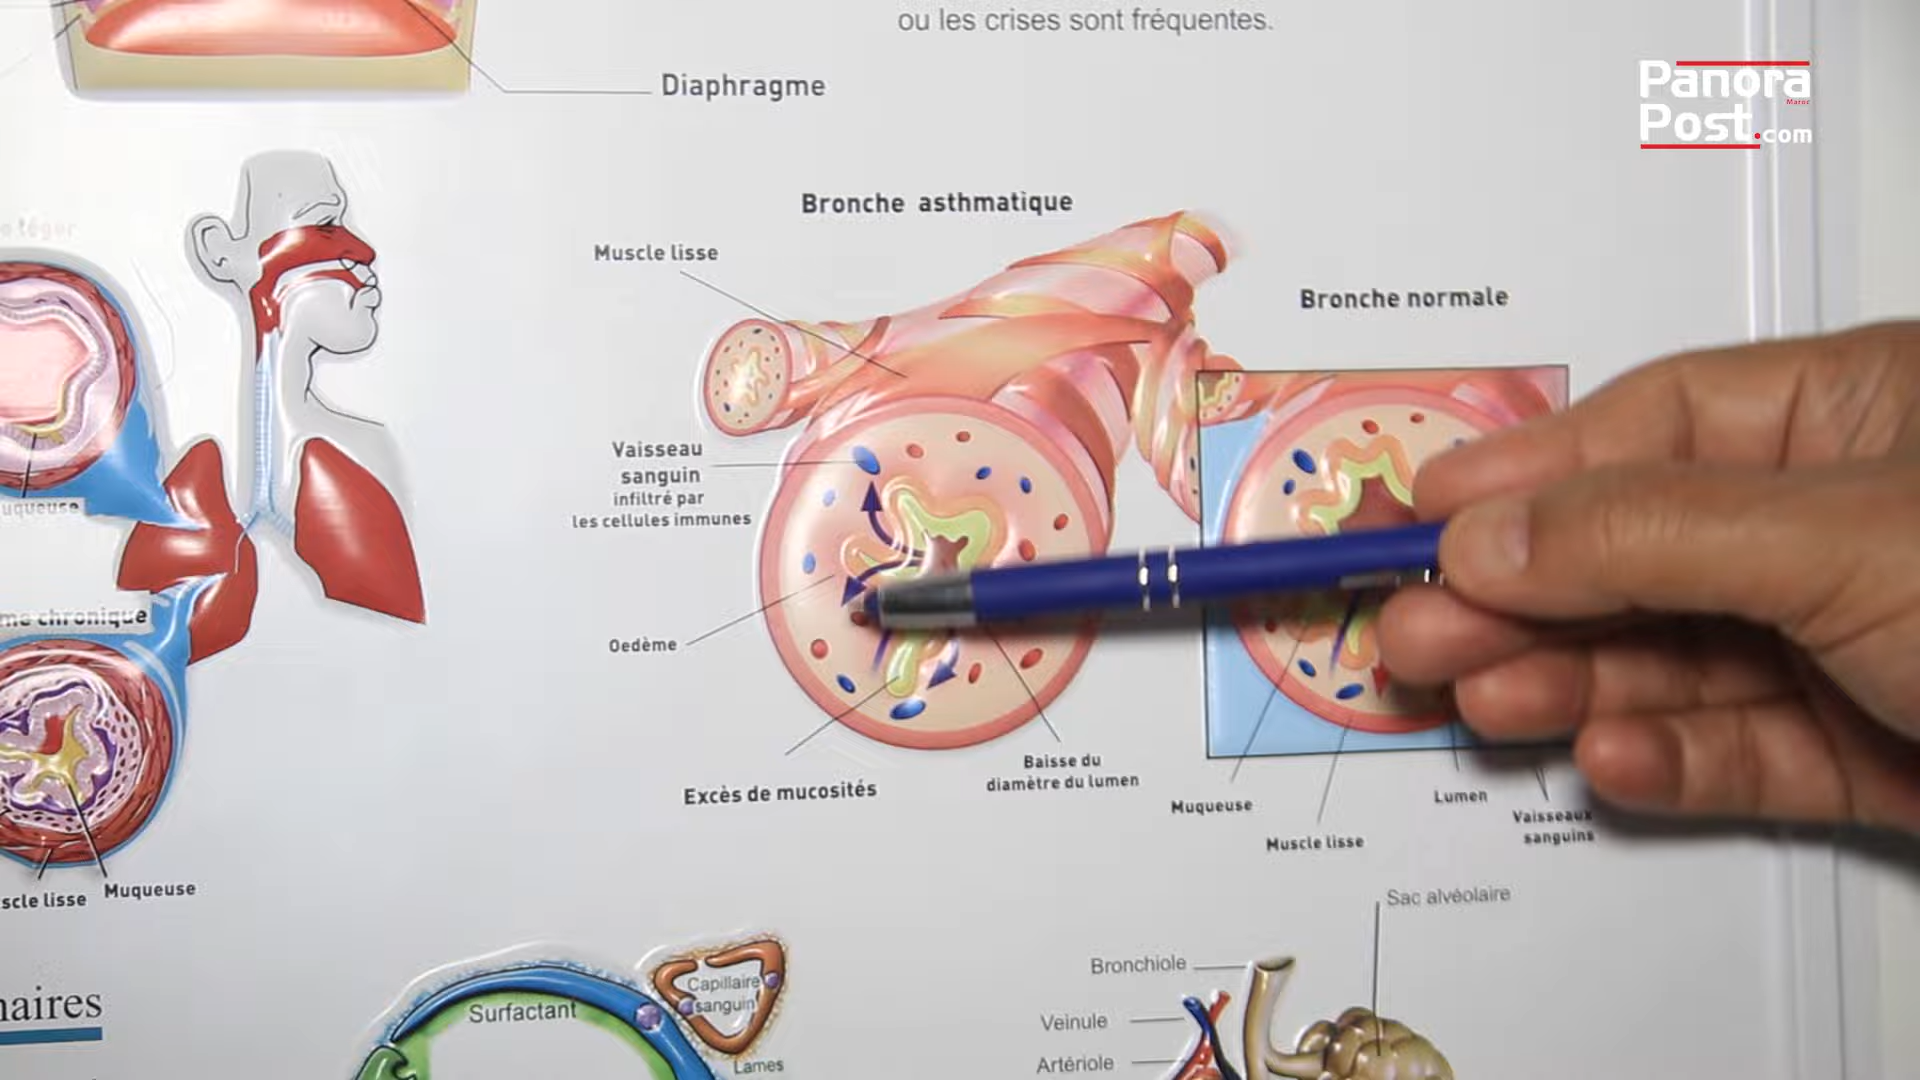 ou les crises sont fréquentes.
Diaphragme
Panora
Maroc
Post.com
Bronche asthmatique
Muscle lisse
Bronche normale
Vaisseau
sanguin
infiltré par
les cellules immunes
uqueuse
me chronique
Oedème
Excès de mucosités
Baisse du
diamètre du lumen
Muqueuse
Muscle lisse
Lumen
Vaisseaux
sanguins
scle lisse
Muqueuse
Sac alvéolaire
Bronchiole
Veinule
Artériole
naires
Surfactant
Capillaire
sanguin
Lames